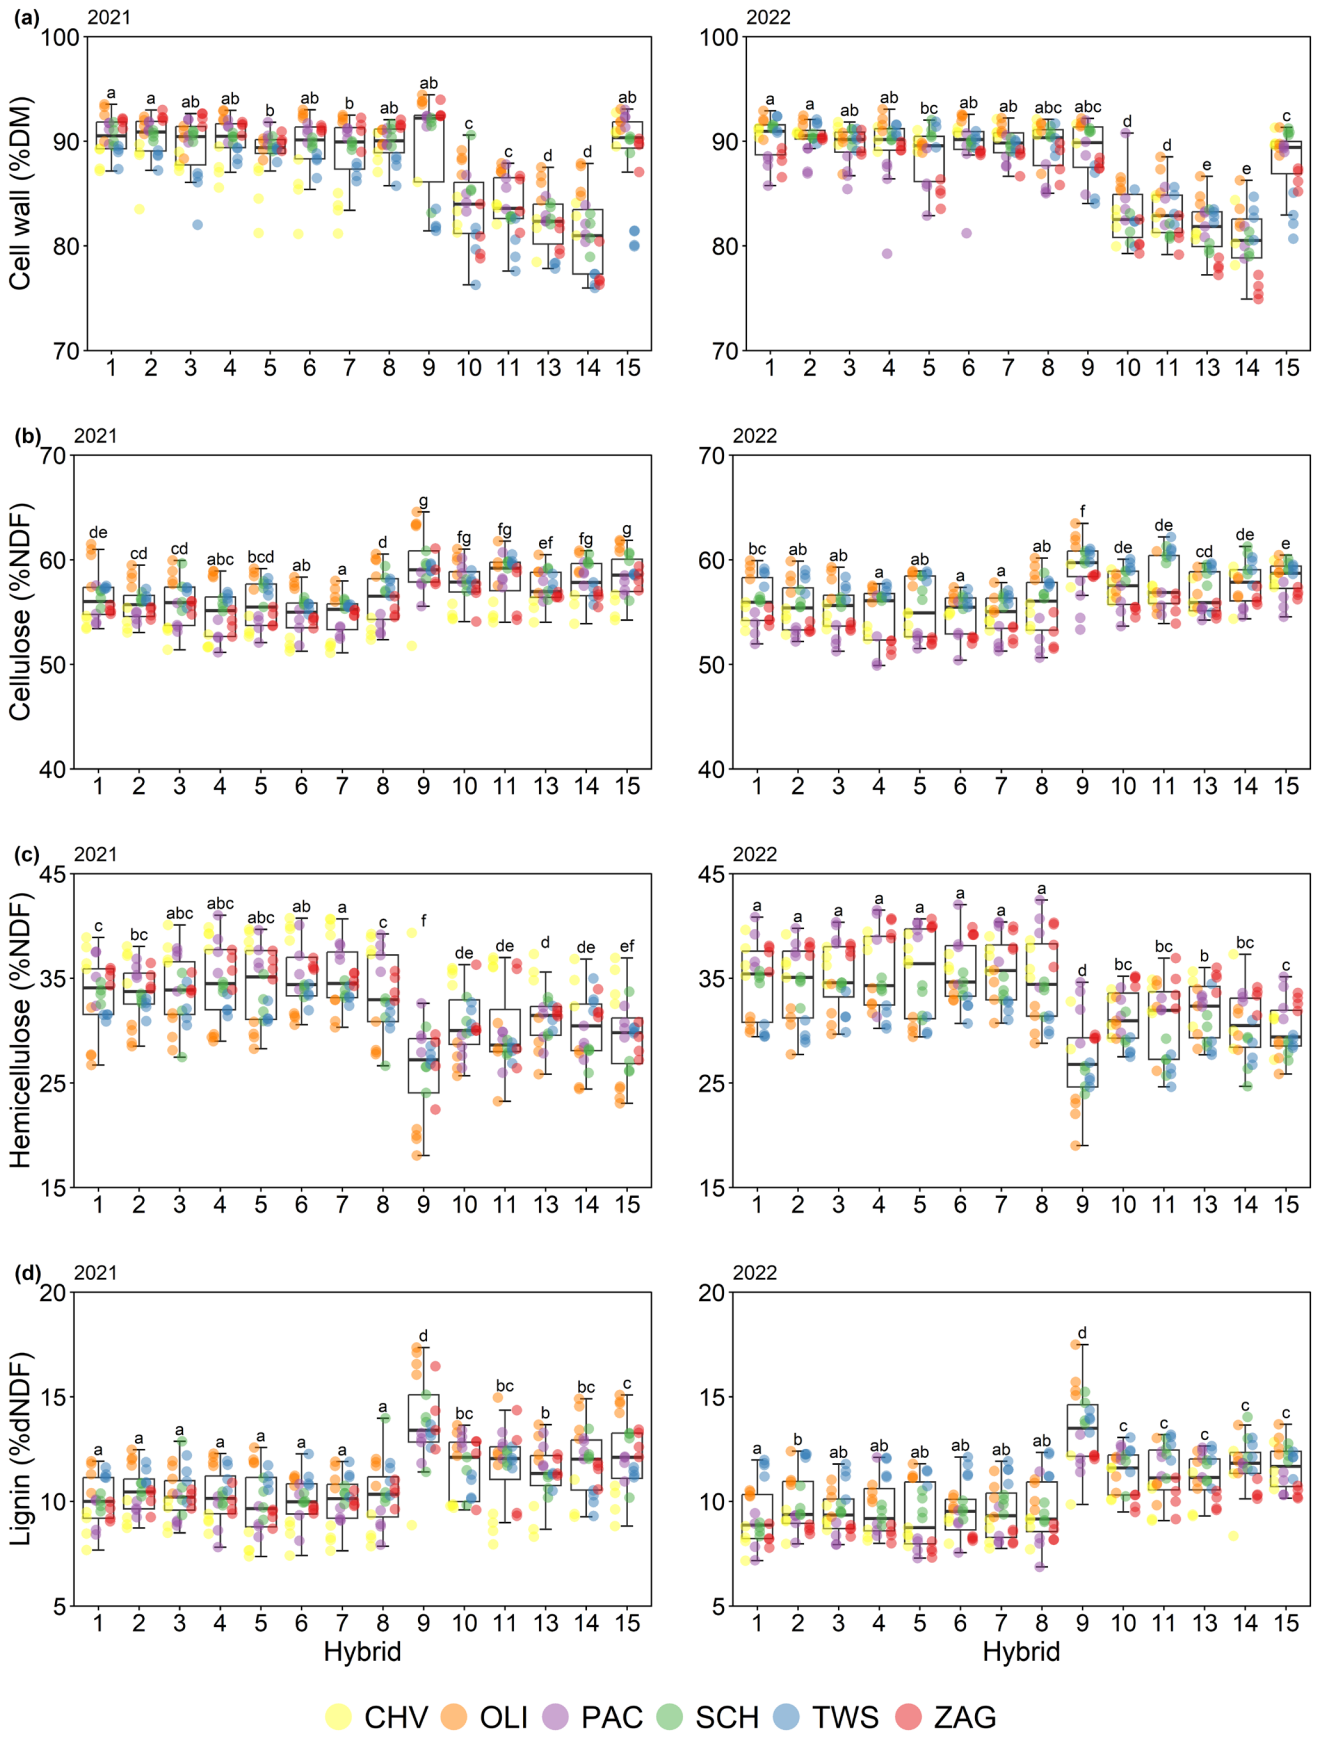 (a) 2021 2022
100 100
a a ab ab b ab b ab ab c c d d ab
a a ab ab bc ab ab abc abc d d e e c
Cell wall (%DM)
90 90
80 80
70 70
1 2 3 4 5 6 7 8 9 10 11 13 14 15 1 2 3 4 5 6 7 8 9 10 11 13 14 15
(b) 2021 2022
70 70
de cd cd abc bcd ab a d g fg fg ef fg g
bc ab ab a ab a a ab f de de cd de e
Cellulose (%NDF)
60 60
50 50
40 40
1 2 3 4 5 6 7 8 9 10 11 13 14 15 1 2 3 4 5 6 7 8 9 10 11 13 14 15
(c) 2021 2022
45 45
c bc abc abc abc ab a c f de de d de ef
a a a a a a a a d bc bc b bc c
Hemicellulose (%NDF)
35 35
25 25
15 15
1 2 3 4 5 6 7 8 9 10 11 13 14 15 1 2 3 4 5 6 7 8 9 10 11 13 14 15
(d) 2021 2022
20 20
a a a a a a a a d bc bc b bc c
a b ab ab ab ab ab ab d c c c c c
Lignin (%dNDF)
15 15
10 10
5 5
1 2 3 4 5 6 7 8 9 10 11 13 14 15 1 2 3 4 5 6 7 8 9 10 11 13 14 15
Hybrid Hybrid
CHV OLI PAC SCH TWS ZAG